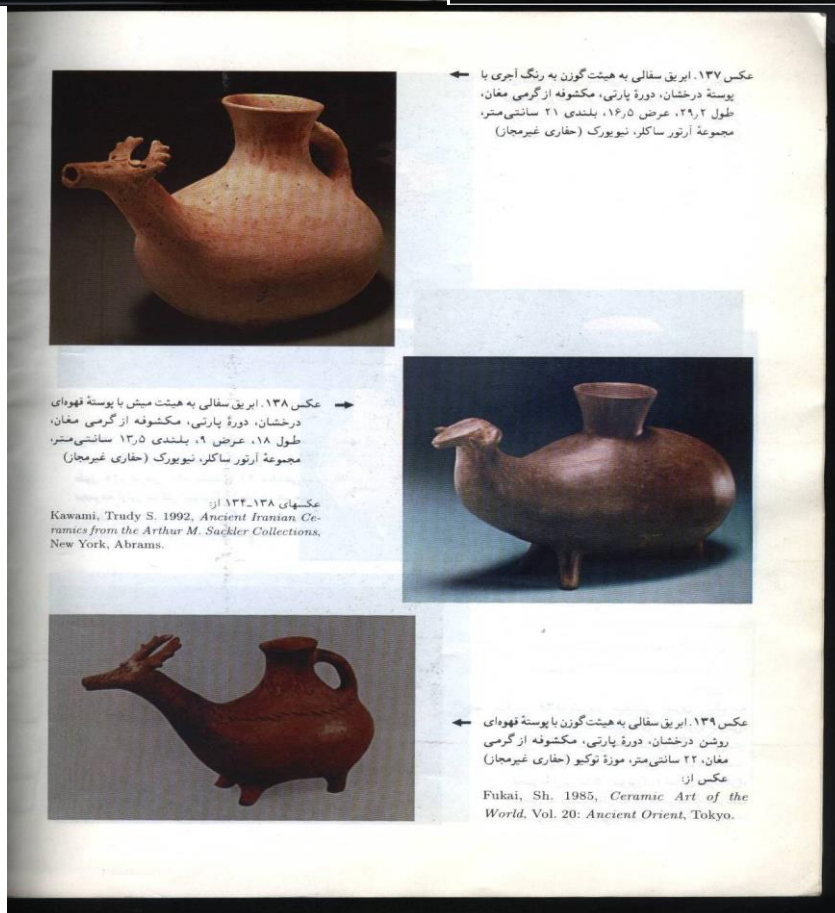 عکس ۱۳۷. ابریق سفالی به هیئت گوزن به رنگ آجری با
پوستهٔ درخشان، دورهٔ پارتی، مکشوفه از گرمی مغان،
طول ۲۹٫۲، عرض ۱۶٫۵، بلندی ۲۱ سانتی‌متر،
مجموعهٔ آرتور ساکلر، نیویورک (حفاری غیرمجاز)
عکس ۱۳۸. ابریق سفالی به هیئت میش با پوستهٔ قهوه‌ای
درخشان، دورهٔ پارتی، مکشوفه از گرمی مغان،
طول ۱۸، عرض ۹، بلندی ۱۳٫۵ سانتی‌متر،
مجموعهٔ آرتور ساکلر، نیویورک (حفاری غیرمجاز)
عکسهای ۱۳۸ـ۱۳۴ از:
Kawami, Trudy S. 1992, Ancient Iranian Ce-
ramics from the Arthur M. Sackler Collections,
New York, Abrams.
عکس ۱۳۹. ابریق سفالی به هیئت گوزن با پوستهٔ قهوه‌ای
روشن درخشان، دورهٔ پارتی، مکشوفه از گرمی
مغان، ۲۲ سانتی‌متر، موزهٔ توکیو (حفاری غیرمجاز)
عکس از:
Fukai, Sh. 1985, Ceramic Art of the
World, Vol. 20: Ancient Orient, Tokyo.